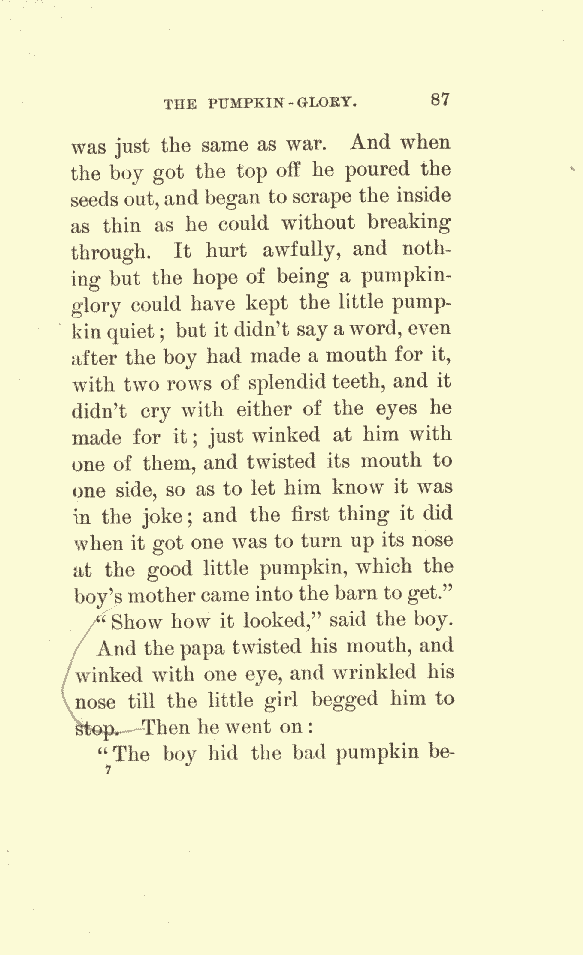 THE PUMPKIN-GLORY. 87
was just the same as war. And when
the boy got the top off he poured the
seeds out, and began to scrape the inside
as thin as he could without breaking
through. It hurt awfully, and noth-
ing but the hope of being a pumpkin-
glory could have kept the little pump-
kin quiet; but it didn't say a word, even
after the boy had made a mouth for it,
with two rows of splendid teeth, and it
didn't cry with either of the eyes he
made for it; just winked at him with
one of them, and twisted its mouth to
one side, so as to let him know it was
in the joke; and the first thing it did
when it got one was to turn up its nose
at the good little pumpkin, which the
boy's mother came into the barn to get."
"Show how it looked," said the boy.
And the papa twisted his mouth, and
winked with one eye, and wrinkled his
nose till the little girl begged him to
stop. Then he went on:
"The boy hid the bad pumpkin be-
7